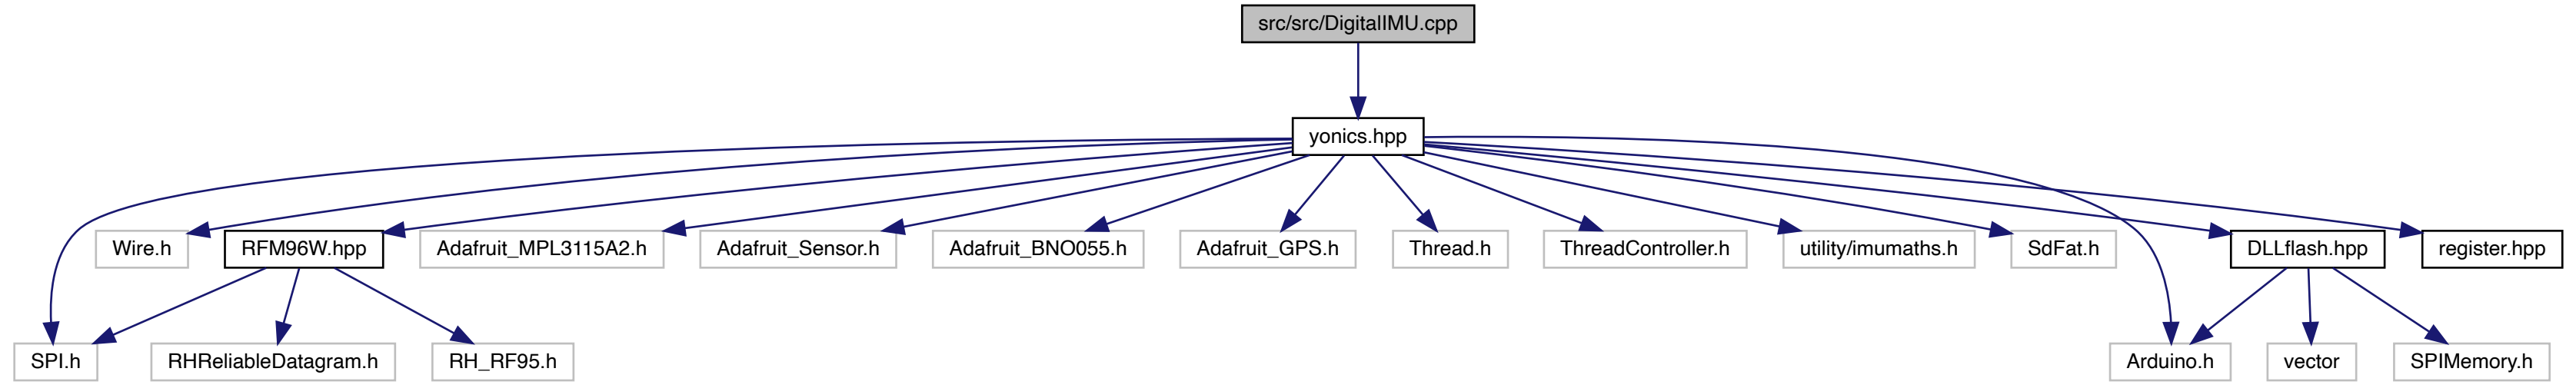 src/src/DigitalIMU.cpp
yonics.hpp
Wire.h
RFM96W.hpp
Adafruit_MPL3115A2.h
Adafruit_Sensor.h
Adafruit_BNO055.h
Adafruit_GPS.h
Thread.h
ThreadController.h
utility/imumaths.h
SdFat.h
DLLflash.hpp
register.hpp
SPI.h
RHReliableDatagram.h
RH_RF95.h
Arduino.h
vector
SPIMemory.h